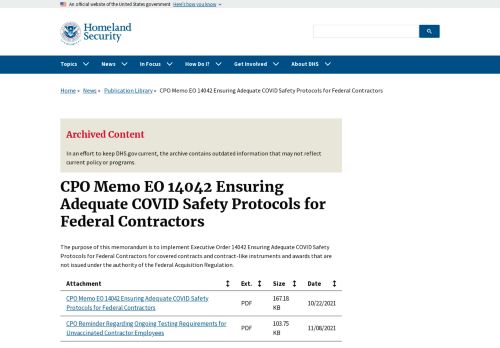 An official website of the United States government Here's how you know
Homeland
Security
Topics News In Focus How Do I? Get Involved About DHS
Home » News » Publication Library » CPO Memo EO 14042 Ensuring Adequate COVID Safety Protocols for Federal Contractors
Archived Content
In an effort to keep DHS.gov current, the archive contains outdated information that may not reflect
current policy or programs.
CPO Memo EO 14042 Ensuring
Adequate COVID Safety Protocols for
Federal Contractors
The purpose of this memorandum is to implement Executive Order 14042 Ensuring Adequate COVID Safety
Protocols for Federal Contractors for covered contracts and contract-like instruments and awards that are
not issued under the authority of the Federal Acquisition Regulation.
Attachment Ext. Size Date
CPO Memo EO 14042 Ensuring Adequate COVID Safety
Protocols for Federal Contractors PDF 167.18
KB 10/22/2021
CPO Reminder Regarding Ongoing Testing Requirements for
Unvaccinated Contractor Employees PDF 103.75
KB 11/08/2021